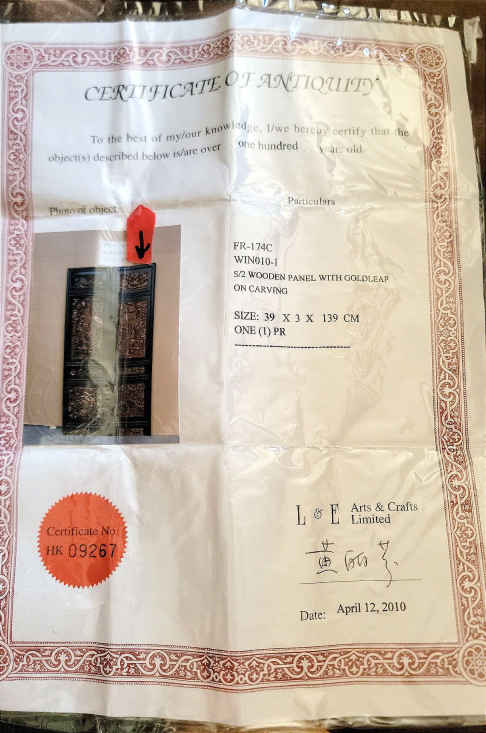 CERTIFICATE OF ANTIQUITY
To the best of my/our knowledge, I/we hereby certify that the
object(s) described below is/are over one hundred years old
Photo of object
Particulars
FR-174C
WIN010-1
S/2 WOODEN PANEL WITH GOLDLEAF
ON CARVING
SIZE: 39 X 3 X 139 CM
ONE (1) PR
Certificate No:
HK 09267
L & E Arts & Crafts
Limited
Date: April 12, 2010